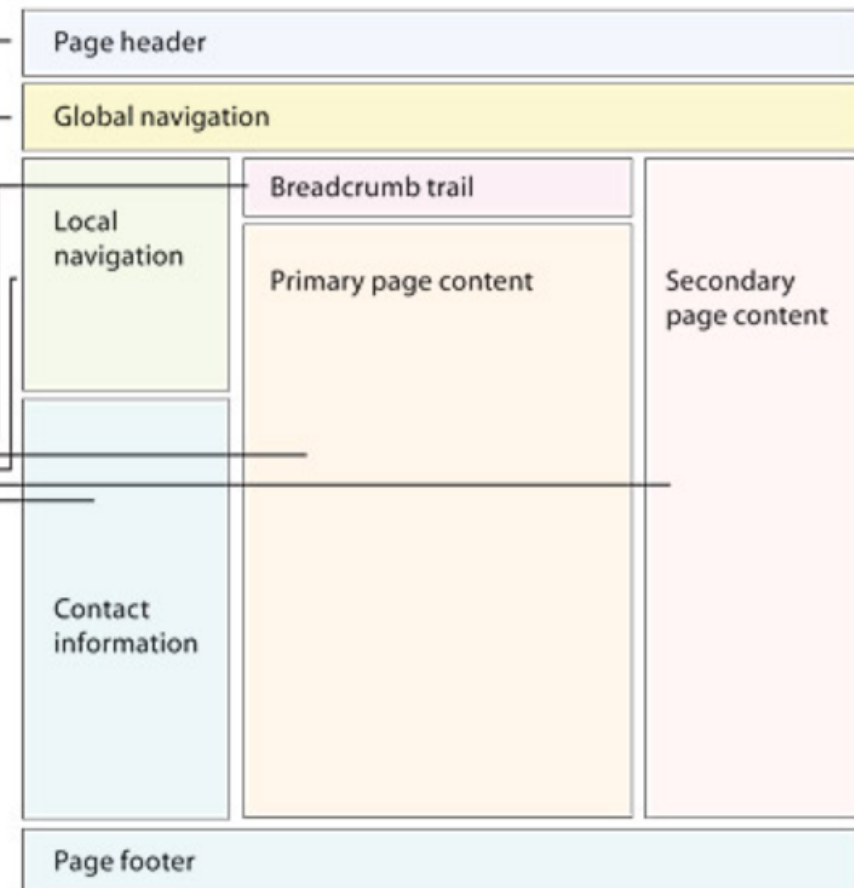 Page header
Global navigation
Breadcrumb trail
Local
navigation
Primary page content
Secondary
page content
Contact
information
Page footer